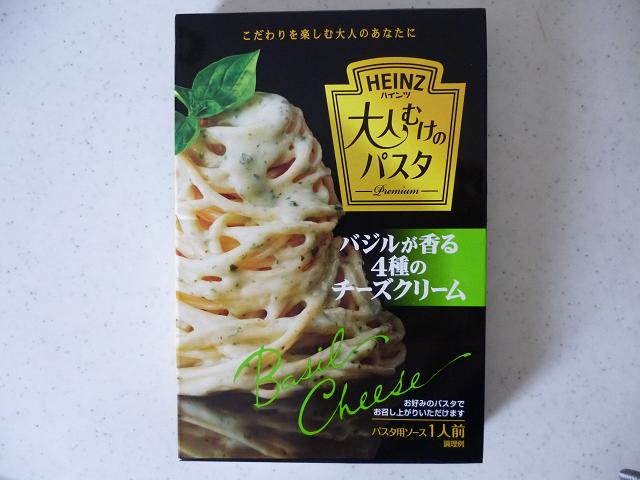 こだわりを楽しむ大人のあなたに
HEINZ
ハインツ
大人むけの
パスタ
Premium
バジルが香る
4種の
チーズクリーム
Basil
Cheese
お好みのパスタで
お召し上がりいただけます
パスタ用ソース1人前
調理例